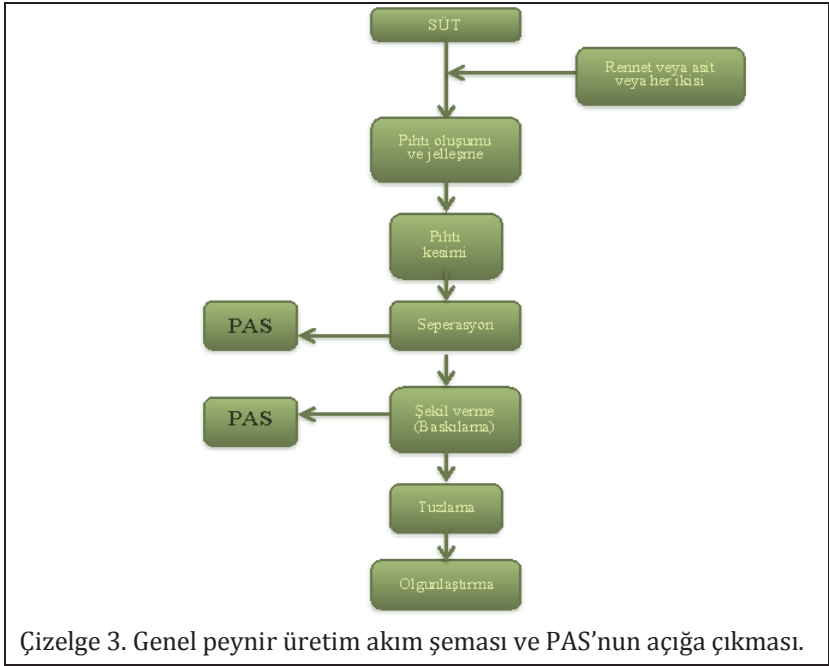 SÜT
Rennet veya asit
veya her ikisi
Pıhtı oluşumu
ve jelleşme
Pıhtı
kesimi
Seperasyon
PAS
Şekil verme
(Baskılama)
PAS
Tuzlama
Olgunlaştırma
Çizelge 3. Genel peynir üretim akım şeması ve PAS’nun açığa çıkması.